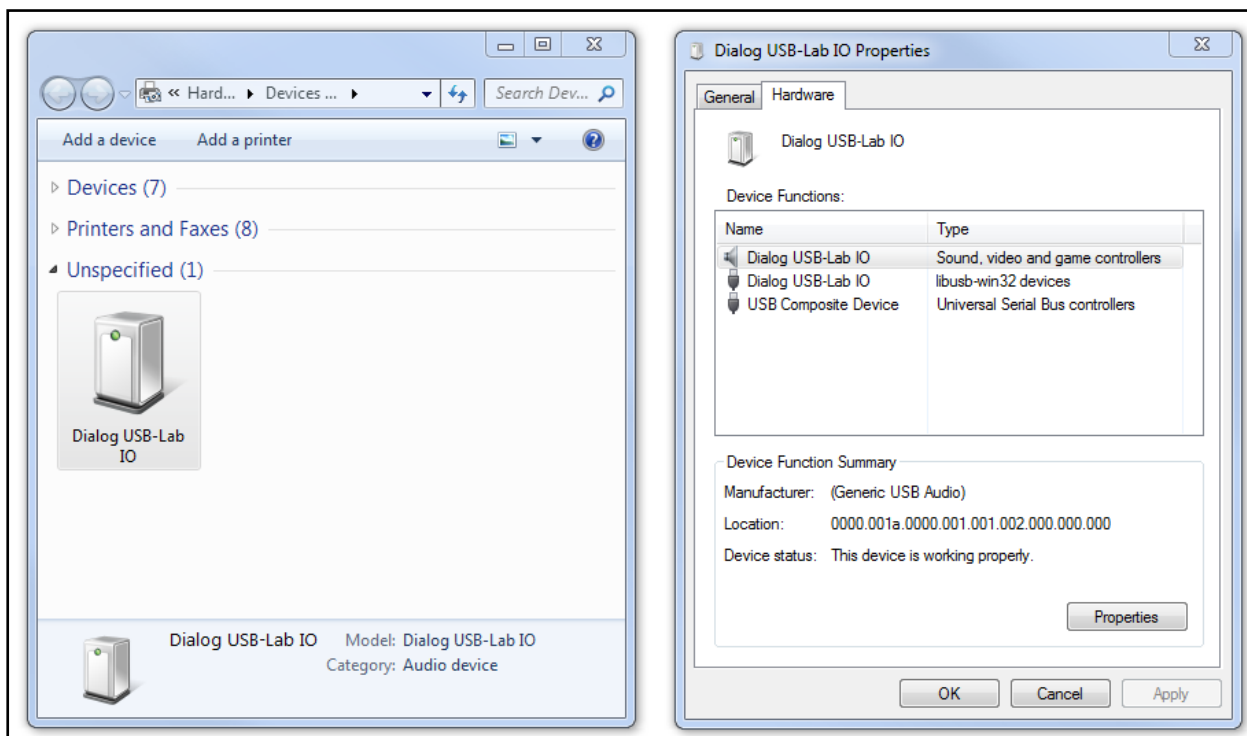 « Hard... Devices ... Search Dev...
Add a device Add a printer
Devices (7)
Printers and Faxes (8)
Unspecified (1)
Dialog USB-Lab
IO
Dialog USB-Lab IO Model: Dialog USB-Lab IO
Category: Audio device
Dialog USB-Lab IO Properties
General Hardware
Dialog USB-Lab IO
Device Functions:
Name Type
Dialog USB-Lab IO Sound, video and game controllers
Dialog USB-Lab IO libusb-win32 devices
USB Composite Device Universal Serial Bus controllers
Device Function Summary
Manufacturer: (Generic USB Audio)
Location: 0000.001a.0000.001.001.002.000.000.000
Device status: This device is working properly.
Properties
OK Cancel Apply